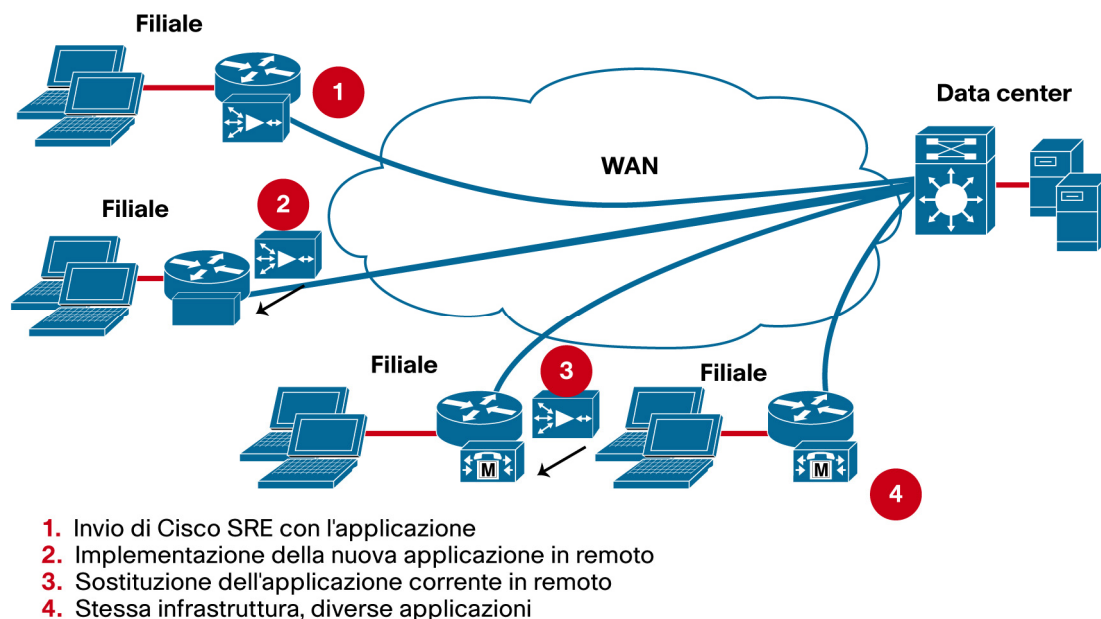 Filiale
1
Data center
WAN
Filiale
2
Filiale
3
Filiale
M
M
4
1. Invio di Cisco SRE con l'applicazione
2. Implementazione della nuova applicazione in remoto
3. Sostituzione dell'applicazione corrente in remoto
4. Stessa infrastruttura, diverse applicazioni